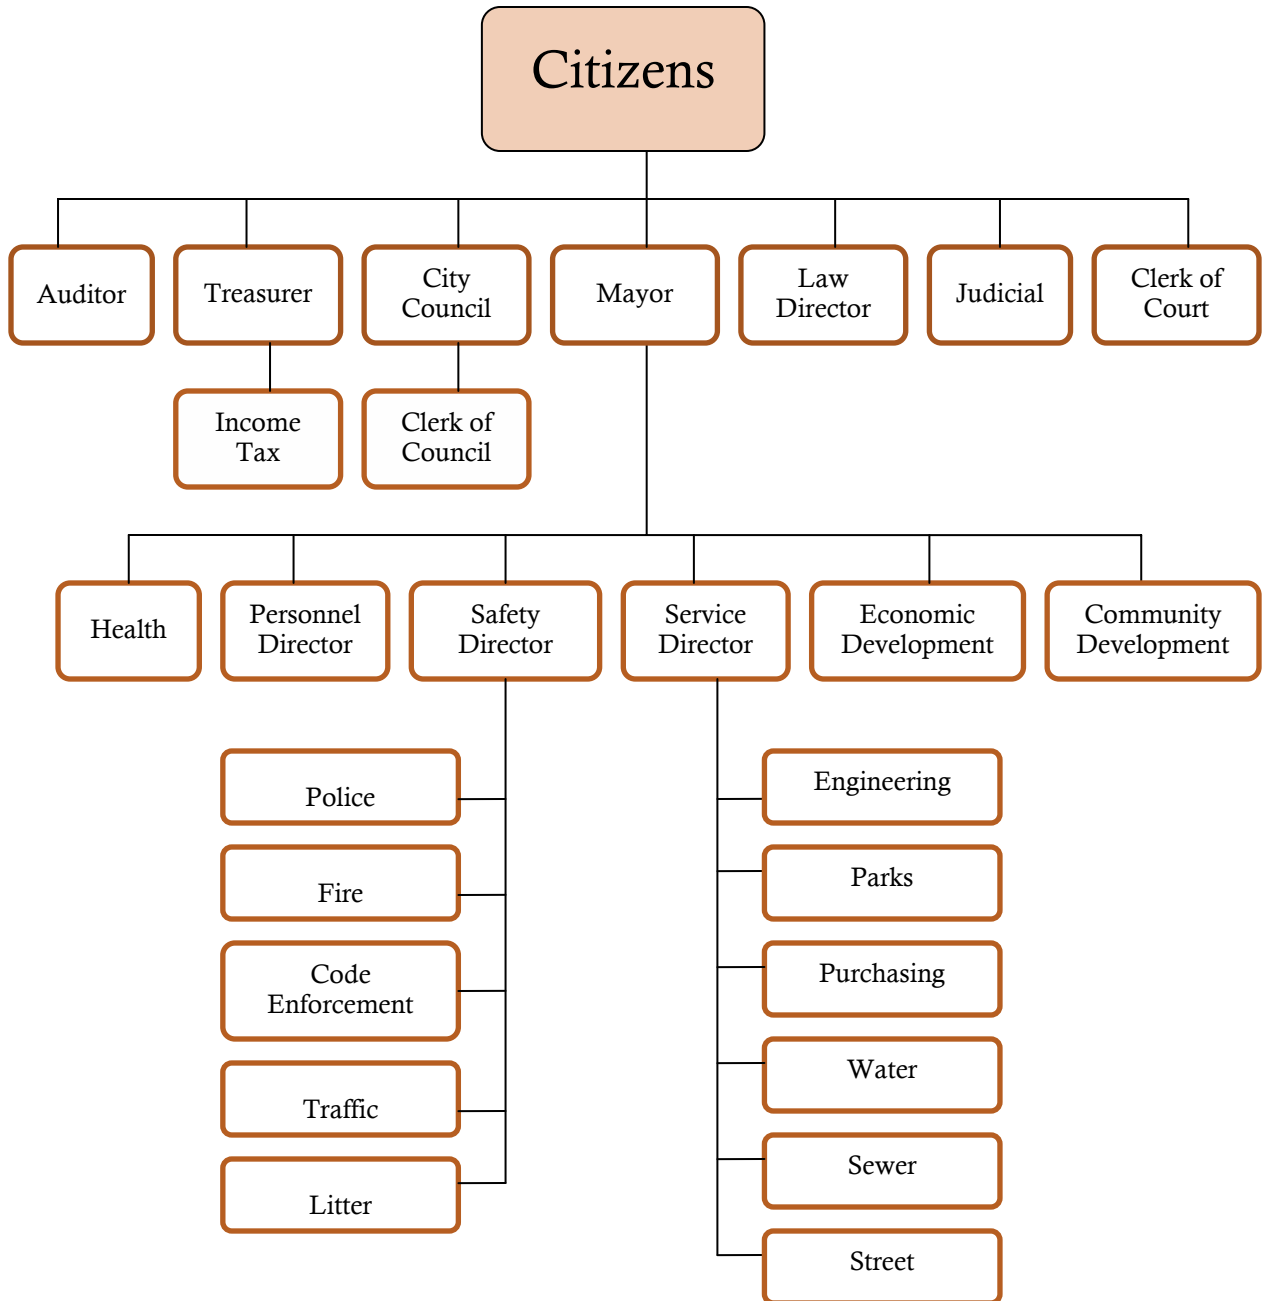 Citizens
Auditor
Treasurer
City
Council
Mayor
Law
Director
Judicial
Clerk of
Court
Income
Tax
Clerk of
Council
Health
Personnel
Director
Safety
Director
Service
Director
Economic
Development
Community
Development
Police
Fire
Code
Enforcement
Traffic
Litter
Engineering
Parks
Purchasing
Water
Sewer
Street